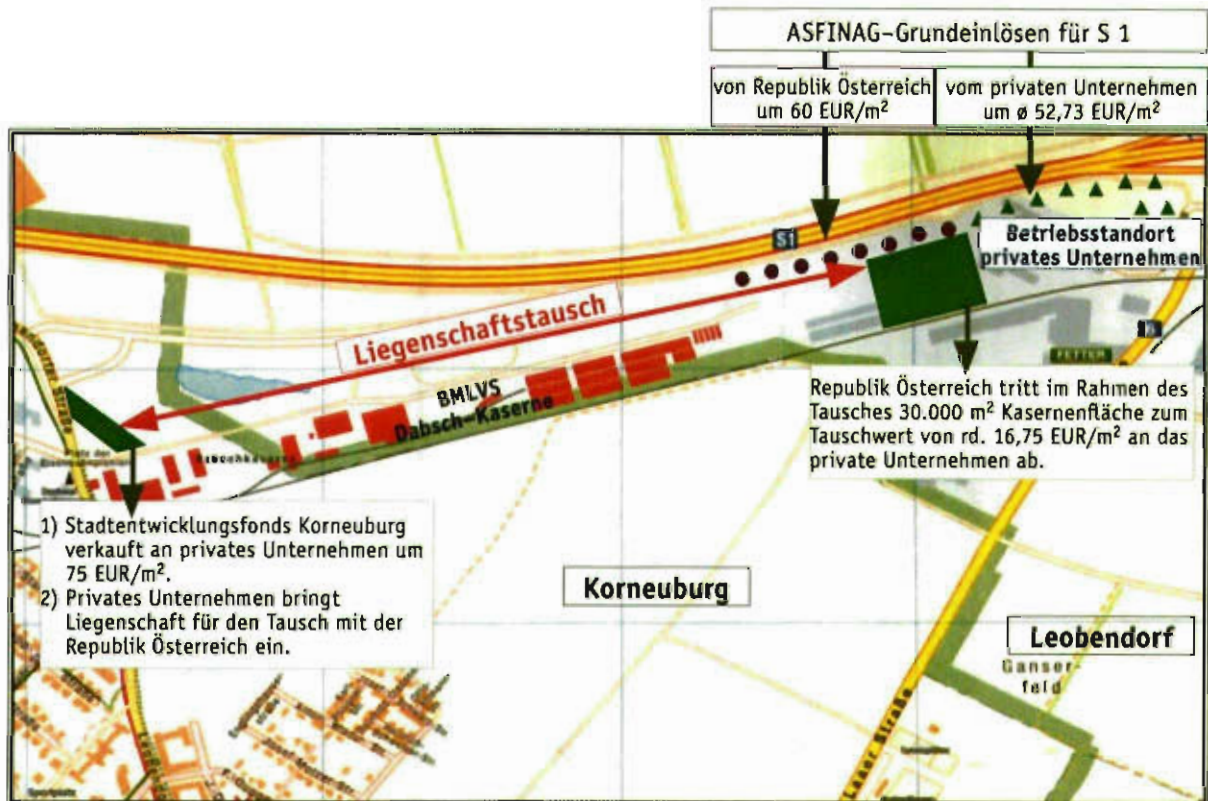 ASFINAG-Grundeinlösen für S 1
von Republik Österreich
um 60 EUR/m²
vom privaten Unternehmen
um ø 52,73 EUR/m²
S1
Betriebsstandort
privates Unternehmen
Liegenschaftstausch
BMLVS
Dabsch-Kaserne
Republik Österreich tritt im Rahmen des
Tausches 30.000 m² Kasernenfläche zum
Tauschwert von rd. 16,75 EUR/m² an das
private Unternehmen ab.
1) Stadtentwicklungsfonds Korneuburg
verkauft an privates Unternehmen um
75 EUR/m².
2) Privates Unternehmen bringt
Liegenschaft für den Tausch mit der
Republik Österreich ein.
Korneuburg
Leobendorf
Ganser-
feld
Laaer Straße
Sportplatz